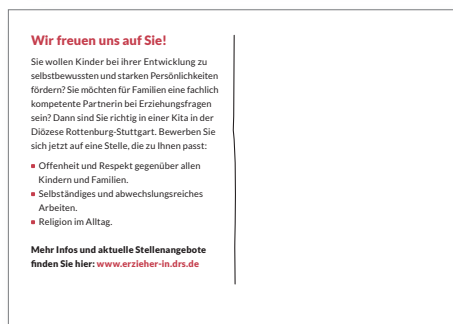 Wir freuen uns auf Sie!
Sie wollen Kinder bei ihrer Entwicklung zu
selbstbewussten und starken Persönlichkeiten
fördern? Sie möchten für Familien eine fachlich
kompetente Partnerin bei Erziehungsfragen
sein? Dann sind Sie richtig in einer Kita in der
Diözese Rottenburg-Stuttgart. Bewerben Sie
sich jetzt auf eine Stelle, die zu Ihnen passt:
▪ Offenheit und Respekt gegenüber allen
Kindern und Familien.
▪ Selbständiges und abwechslungsreiches
Arbeiten.
▪ Religion im Alltag.
Mehr Infos und aktuelle Stellenangebote
finden Sie hier: www.erzieher-in.drs.de